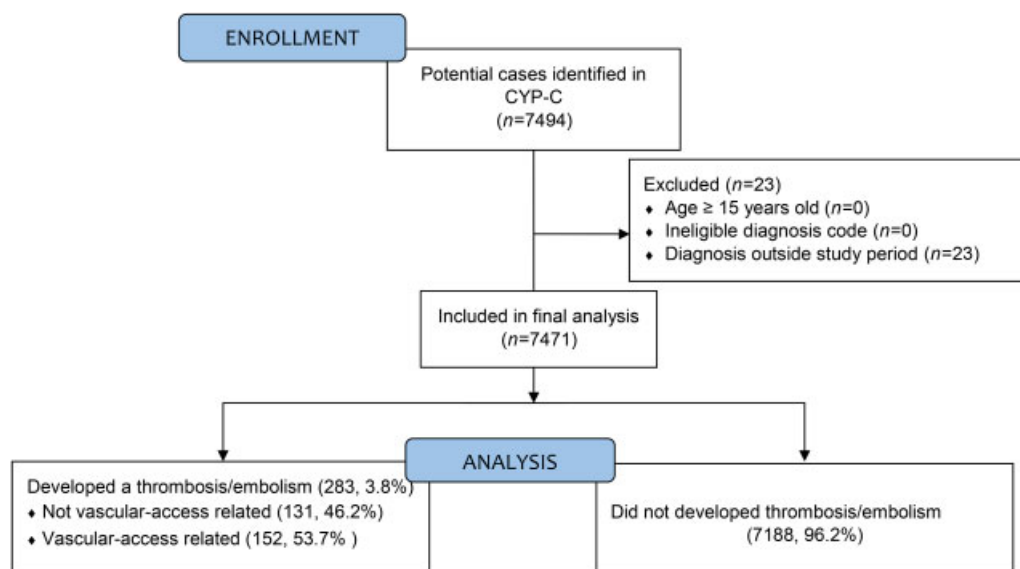 ENROLLMENT
Potential cases identified in
CYP-C
(n=7494)
Excluded (n=23)
♦ Age ≥ 15 years old (n=0)
♦ Ineligible diagnosis code (n=0)
♦ Diagnosis outside study period (n=23)
Included in final analysis
(n=7471)
ANALYSIS
Developed a thrombosis/embolism (283, 3.8%)
♦ Not vascular-access related (131, 46.2%)
♦ Vascular-access related (152, 53.7% )
Did not developed thrombosis/embolism
(7188, 96.2%)